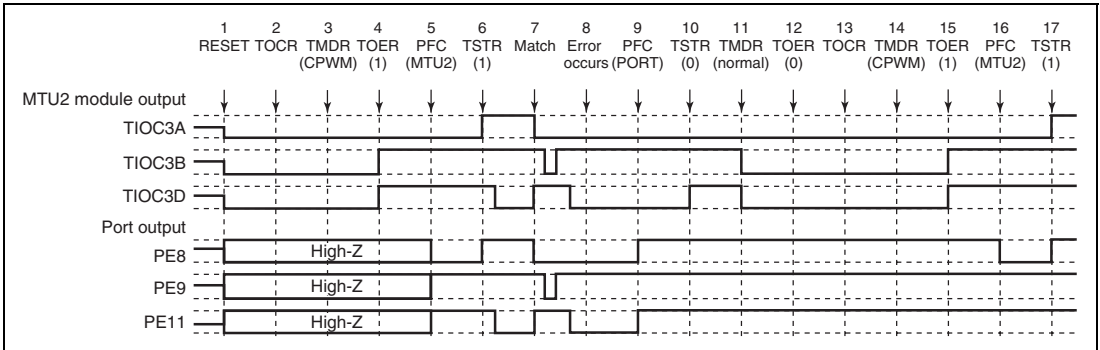 1 2 3 4 5 6 7 8 9 10 11 12 13 14 15 16 17
RESET TOCR TMDR TOER PFC TSTR Match Error PFC TSTR TMDR TOER TOCR TMDR TOER PFC TSTR
(CPWM) (1) (MTU2) (1) occurs (PORT) (0) (normal) (0) (CPWM) (1) (MTU2) (1)
MTU2 module output
TIOC3A
TIOC3B
TIOC3D
Port output
PE8 High-Z
PE9 High-Z
PE11 High-Z